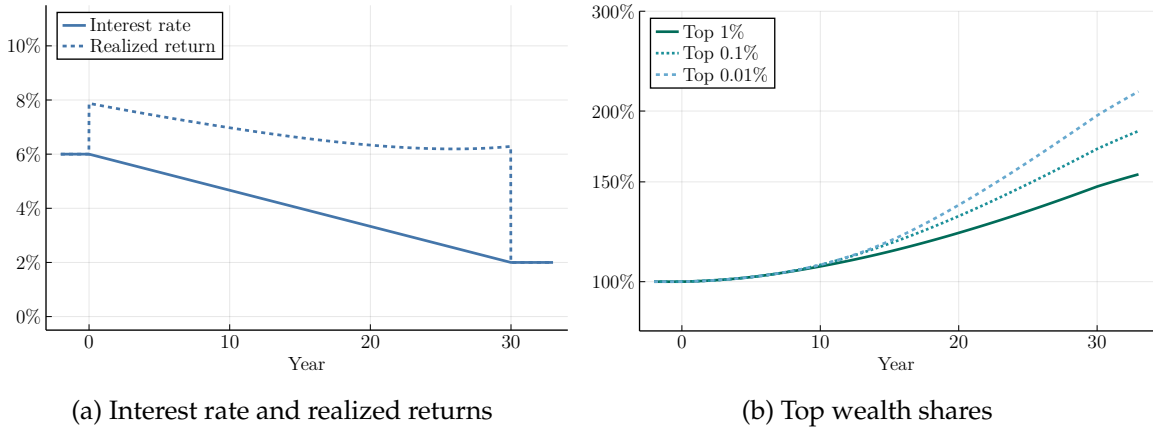 Interest rate
Realized return
10%
8%
6%
4%
2%
0%
0
10
20
30
Year
(a) Interest rate and realized returns
300%
200%
150%
100%
Top 1%
Top 0.1%
Top 0.01%
0
10
20
30
Year
(b) Top wealth shares